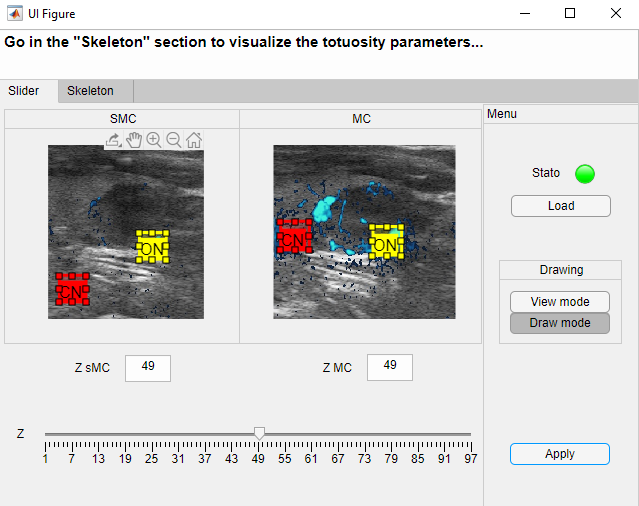 UI Figure
Go in the "Skeleton" section to visualize the totuosity parameters...
Slider Skeleton
SMC MC Menu
Stato
Load
CN ON CN ON
Drawing
View mode
Draw mode
Z sMC 49 Z MC 49
Z
1 7 13 19 25 31 37 43 49 55 61 67 73 79 85 91 97
Apply